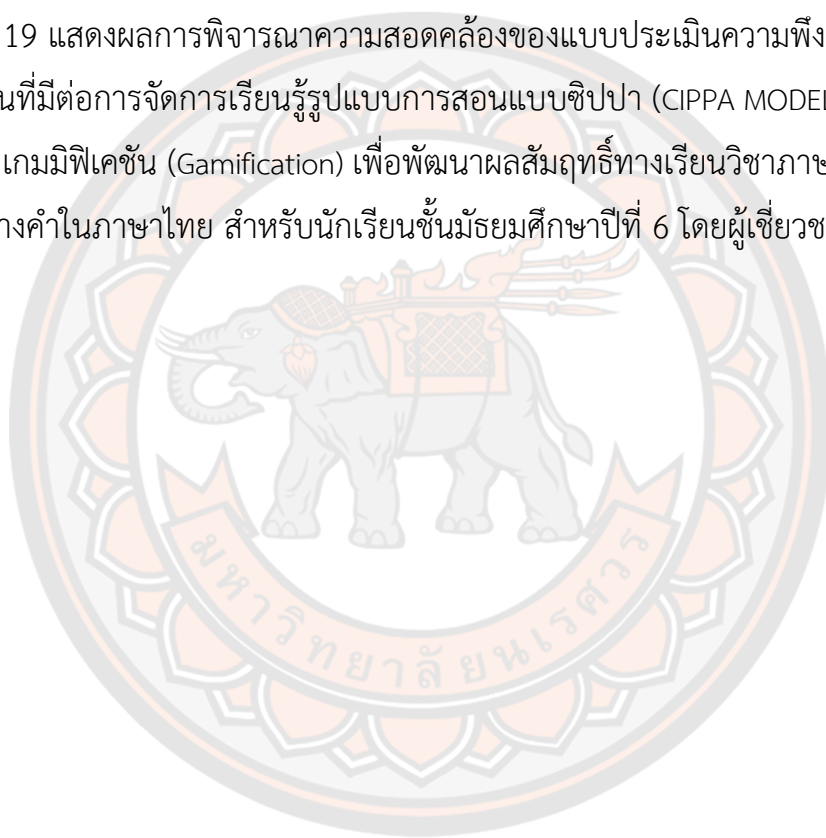 19 แสดงผลการพิจารณาความสอดคล้องของแบบประเมินความพึง
นที่มีต่อการจัดการเรียนรู้รูปแบบการสอนแบบซิปปา (CIPPA MODEL
เกมมิฟิเคชัน (Gamification) เพื่อพัฒนาผลสัมฤทธิ์ทางเรียนวิชาภาษ
างคำในภาษาไทย สำหรับนักเรียนชั้นมัธยมศึกษาปีที่ 6 โดยผู้เชี่ยวช
มหาวิทยาลัยนเรศวร